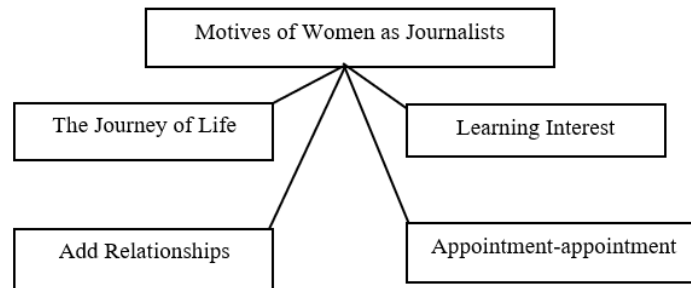 Motives of Women as Journalists
The Journey of Life
Learning Interest
Add Relationships
Appointment-appointment